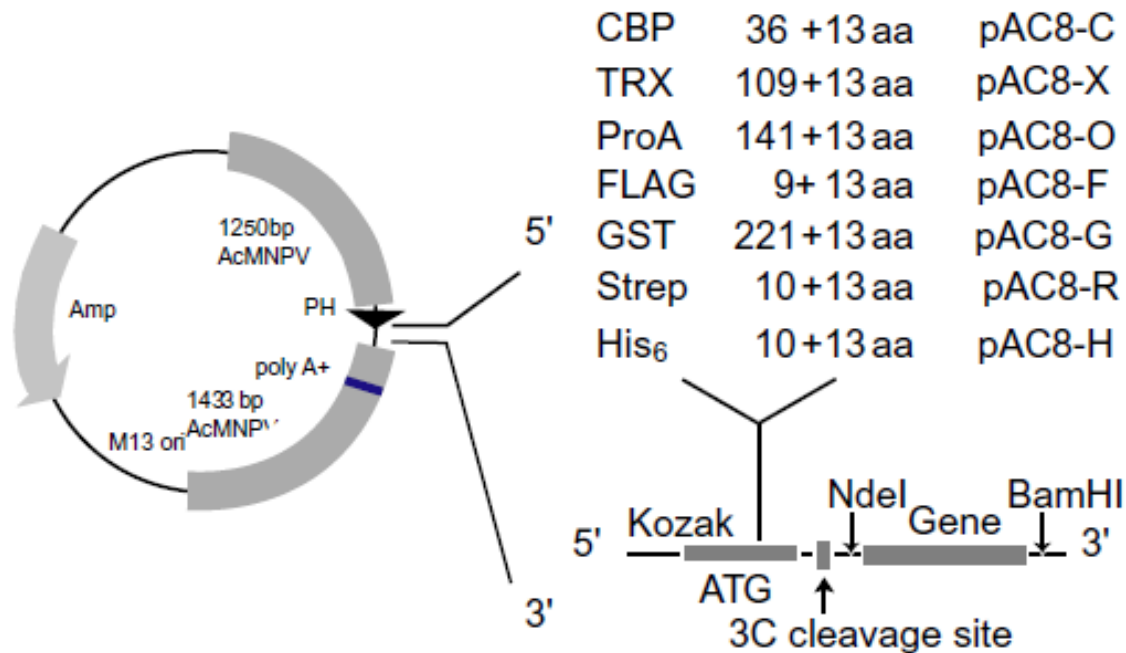 CBP 36 +13 aa pAC8-C
TRX 109+13 aa pAC8-X
ProA 141+13 aa pAC8-O
FLAG 9+ 13 aa pAC8-F
GST 221+13 aa pAC8-G
Strep 10+13 aa pAC8-R
His6 10+13 aa pAC8-H
1250bp
AcMNPV
5'
PH
Amp
poly A+
1433 bp
M13 ori
3'
NdeI
BamHI
Kozak
Gene
5'
3'
ATG
3C cleavage site